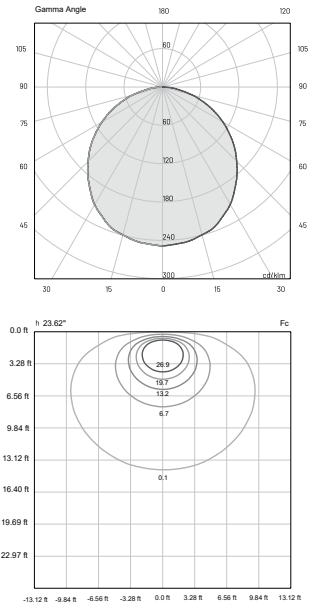 Gamma Angle 180 120
60
105 105
90 90
60
75 75
120
60 60
180
45 45
240
300 cd/klm
30 15 0 15 30
h 23.62" Fc
0.0 ft
3.28 ft
26.9
19.7
6.56 ft
13.2
6.7
9.84 ft
13.12 ft
0.1
16.40 ft
19.69 ft
22.97 ft
-13.12 ft -9.84 ft -6.56 ft -3.28 ft 0.0 ft 3.28 ft 6.56 ft 9.84 ft 13.12 ft